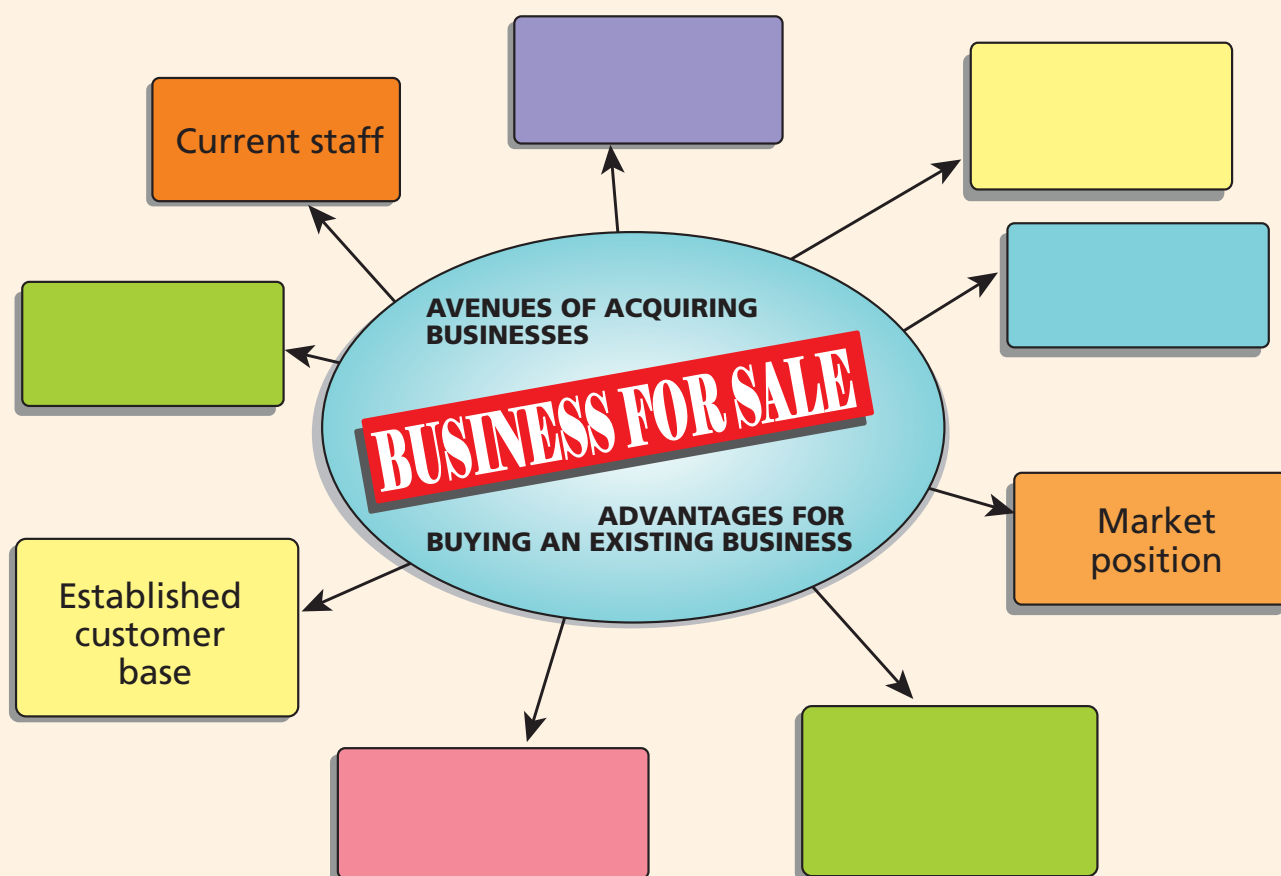 Current staff
AVENUES OF ACQUIRING
BUSINESSES
BUSINESS FOR SALE
ADVANTAGES FOR
BUYING AN EXISTING BUSINESS
Market
position
Established
customer
base